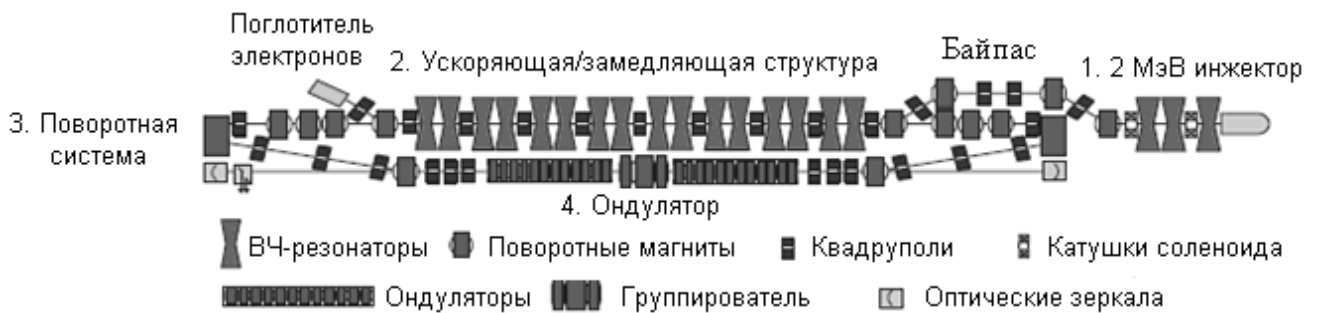 Поглотитель
электронов
2. Ускоряющая/замедляющая структура
Байпас
1. 2 МэВ инжектор
3. Поворотная
система
4. Ондулятор
ВЧ-резонаторы
Поворотные магниты
Квадруполи
Катушки соленоида
Ондуляторы
Группирователь
Оптические зеркала